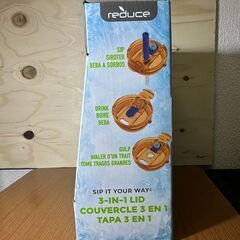 reduce
SIP
SIROTER
BEBA A SORBOS
DRINK
BOIRE
BEBA
GULP
AVALER D'UN TRAIT
TOME TRAGOS GRANDES
SIP IT YOUR WAY
3-IN-1 LID
COUVERCLE 3 EN 1
TAPA 3 EN 1